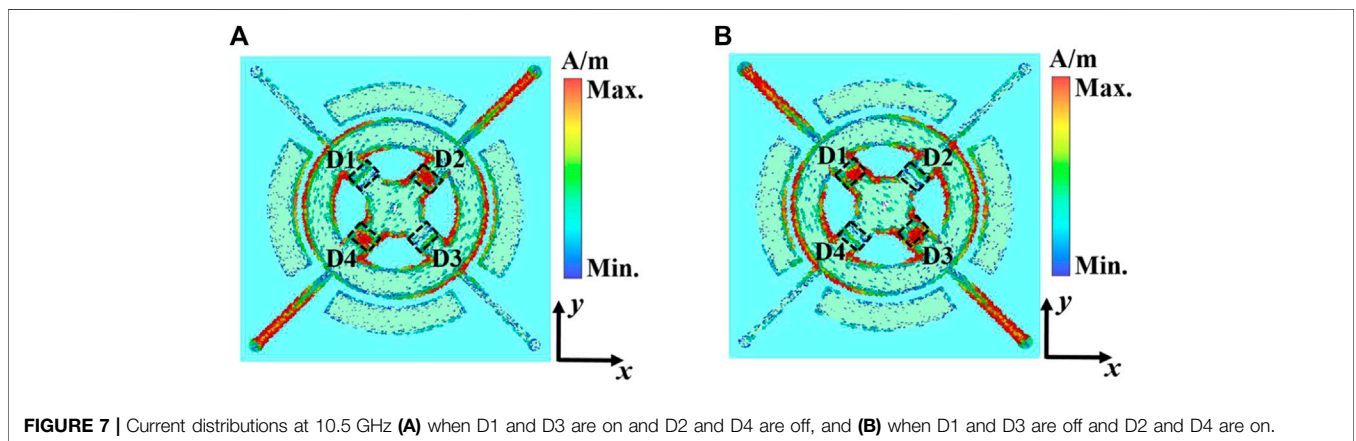 A
B
A/m
Max.
Min.
D1
D2
D4
D3
y
x
A/m
Max.
Min.
D1
D2
D4
D3
y
x
FIGURE 7 | Current distributions at 10.5 GHz (A) when D1 and D3 are on and D2 and D4 are off, and (B) when D1 and D3 are off and D2 and D4 are on.